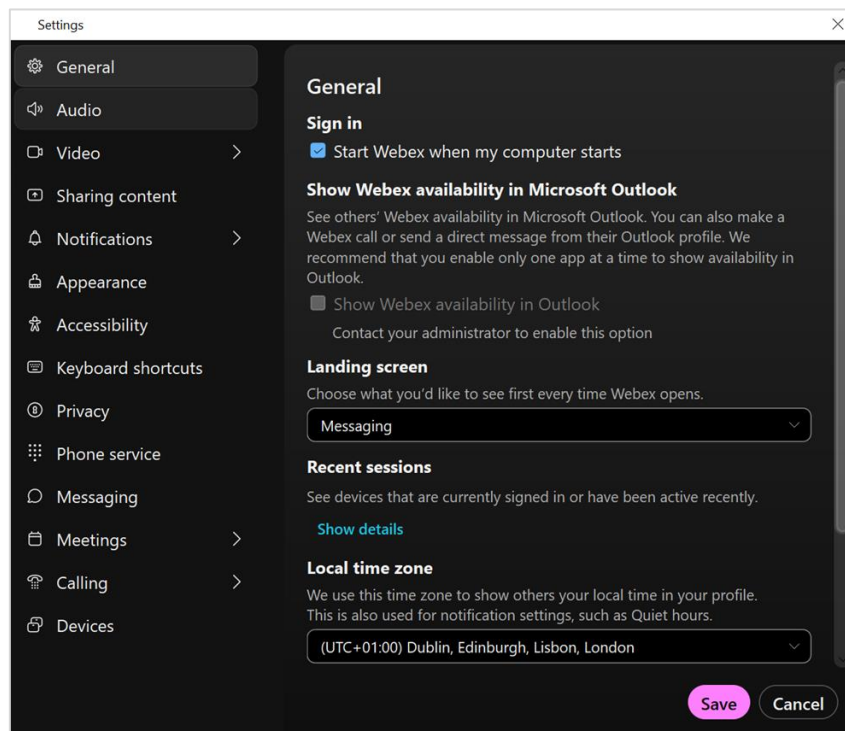 Settings
General
Audio
Video
Sharing content
Notifications
Appearance
Accessibility
Keyboard shortcuts
Privacy
Phone service
Messaging
Meetings
Calling
Devices
General
Sign in
Start Webex when my computer starts
Show Webex availability in Microsoft Outlook
See others' Webex availability in Microsoft Outlook. You can also make a
Webex call or send a direct message from their Outlook profile. We
recommend that you enable only one app at a time to show availability in
Outlook.
Show Webex availability in Outlook
Contact your administrator to enable this option
Landing screen
Choose what you'd like to see first every time Webex opens.
Messaging
Recent sessions
See devices that are currently signed in or have been active recently.
Show details
Local time zone
We use this time zone to show others your local time in your profile.
This is also used for notification settings, such as Quiet hours.
(UTC+01:00) Dublin, Edinburgh, Lisbon, London
Save
Cancel